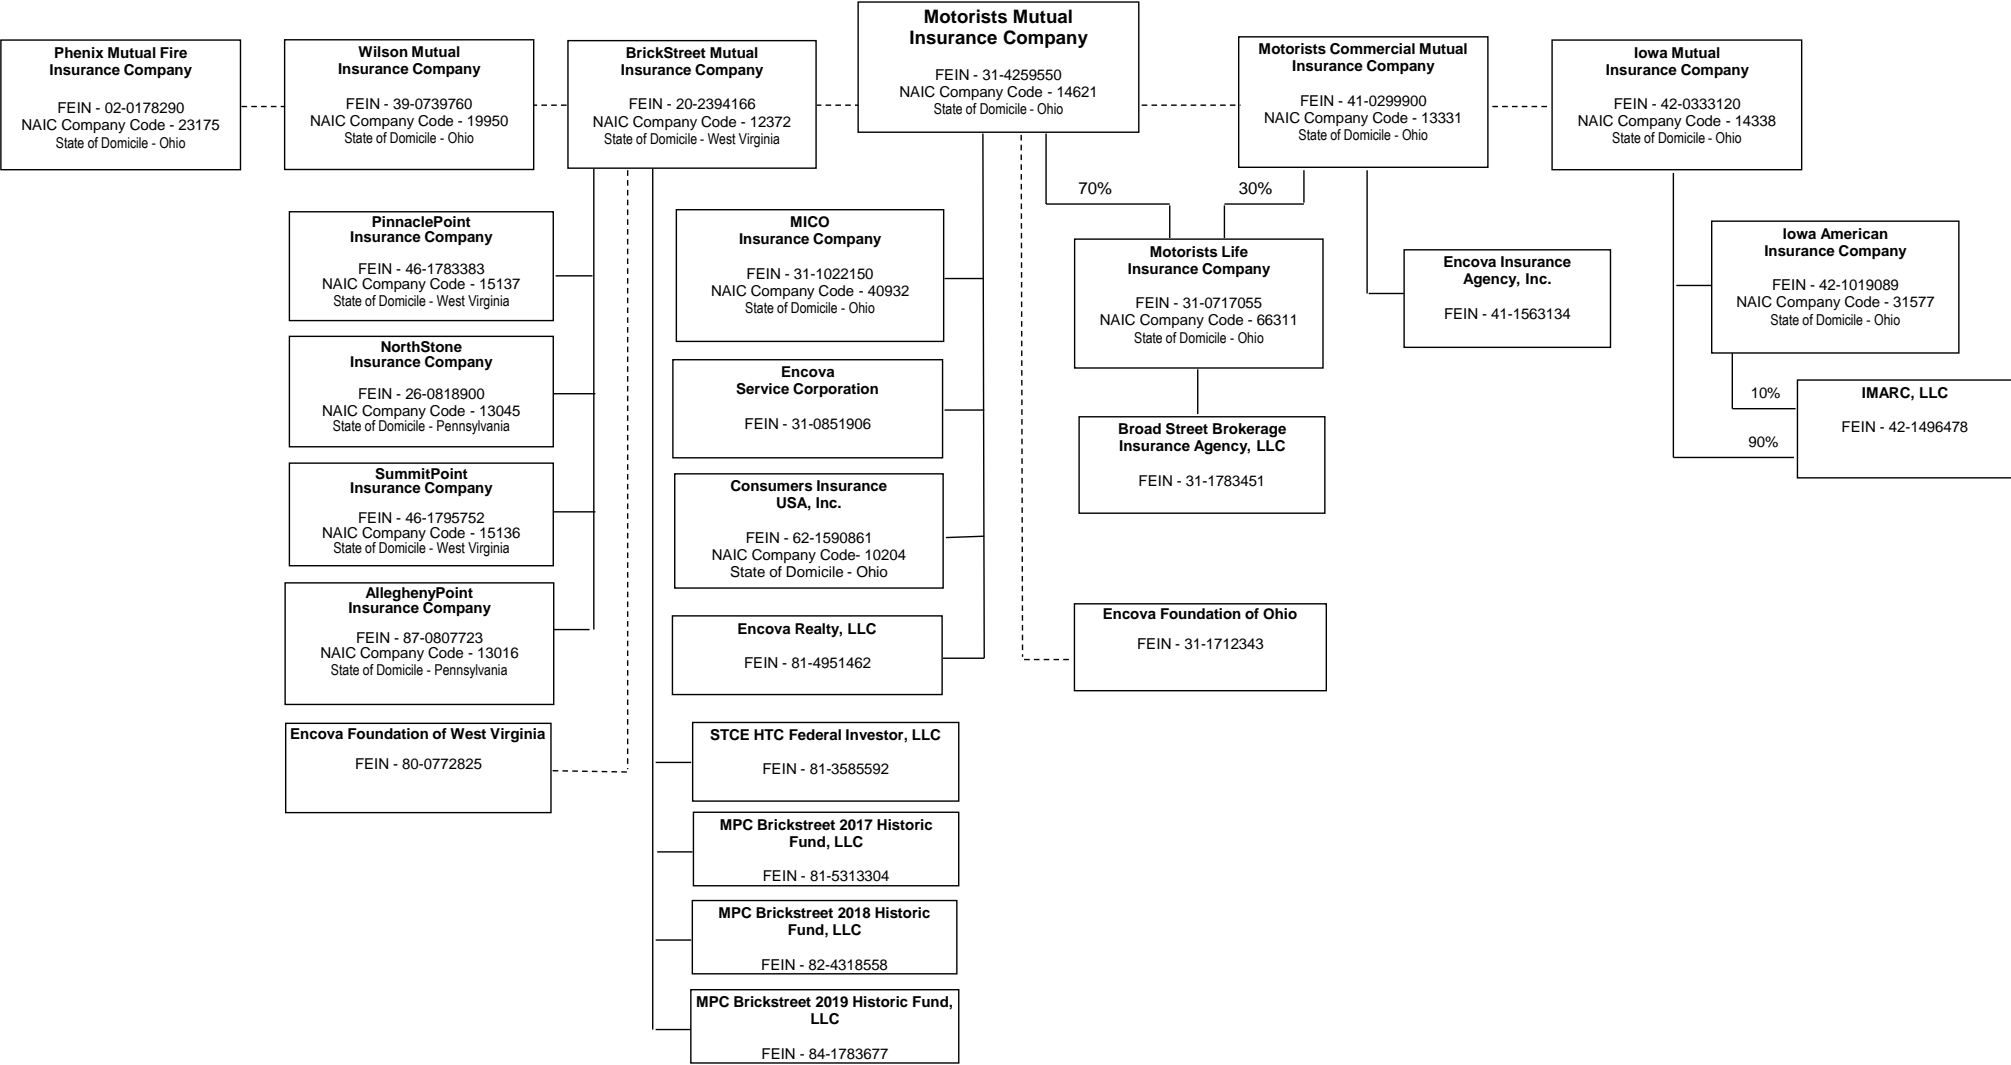 Phenix Mutual Fire
Insurance Company
FEIN - 02-0178290
NAIC Company Code - 23175
State of Domicile - Ohio
Wilson Mutual
Insurance Company
FEIN - 39-0739760
NAIC Company Code - 19950
State of Domicile - Ohio
BrickStreet Mutual
Insurance Company
FEIN - 20-2394166
NAIC Company Code - 12372
State of Domicile - West Virginia
Motorists Mutual
Insurance Company
FEIN - 31-4259550
NAIC Company Code - 14621
State of Domicile - Ohio
Motorists Commercial Mutual
Insurance Company
FEIN - 41-0299900
NAIC Company Code - 13331
State of Domicile - Ohio
Iowa Mutual
Insurance Company
FEIN - 42-0333120
NAIC Company Code - 14338
State of Domicile - Ohio
70%
30%
PinnaclePoint
Insurance Company
FEIN - 46-1783383
NAIC Company Code - 15137
State of Domicile - West Virginia
NorthStone
Insurance Company
FEIN - 26-0818900
NAIC Company Code - 13045
State of Domicile - Pennsylvania
SummitPoint
Insurance Company
FEIN - 46-1795752
NAIC Company Code - 15136
State of Domicile - West Virginia
AlleghenyPoint
Insurance Company
FEIN - 87-0807723
NAIC Company Code - 13016
State of Domicile - Pennsylvania
Encova Foundation of West Virginia
FEIN - 80-0772825
MICO
Insurance Company
FEIN - 31-1022150
NAIC Company Code - 40932
State of Domicile - Ohio
Encova
Service Corporation
FEIN - 31-0851906
Consumers Insurance
USA, Inc.
FEIN - 62-1590861
NAIC Company Code- 10204
State of Domicile - Ohio
Encova Realty, LLC
FEIN - 81-4951462
STCE HTC Federal Investor, LLC
FEIN - 81-3585592
MPC Brickstreet 2017 Historic
Fund, LLC
FEIN - 81-5313304
MPC Brickstreet 2018 Historic
Fund, LLC
FEIN - 82-4318558
MPC Brickstreet 2019 Historic Fund,
LLC
FEIN - 84-1783677
Motorists Life
Insurance Company
FEIN - 31-0717055
NAIC Company Code - 66311
State of Domicile - Ohio
Broad Street Brokerage
Insurance Agency, LLC
FEIN - 31-1783451
Encova Foundation of Ohio
FEIN - 31-1712343
Encova Insurance
Agency, Inc.
FEIN - 41-1563134
Iowa American
Insurance Company
FEIN - 42-1019089
NAIC Company Code - 31577
State of Domicile - Ohio
10%
90%
IMARC, LLC
FEIN - 42-1496478